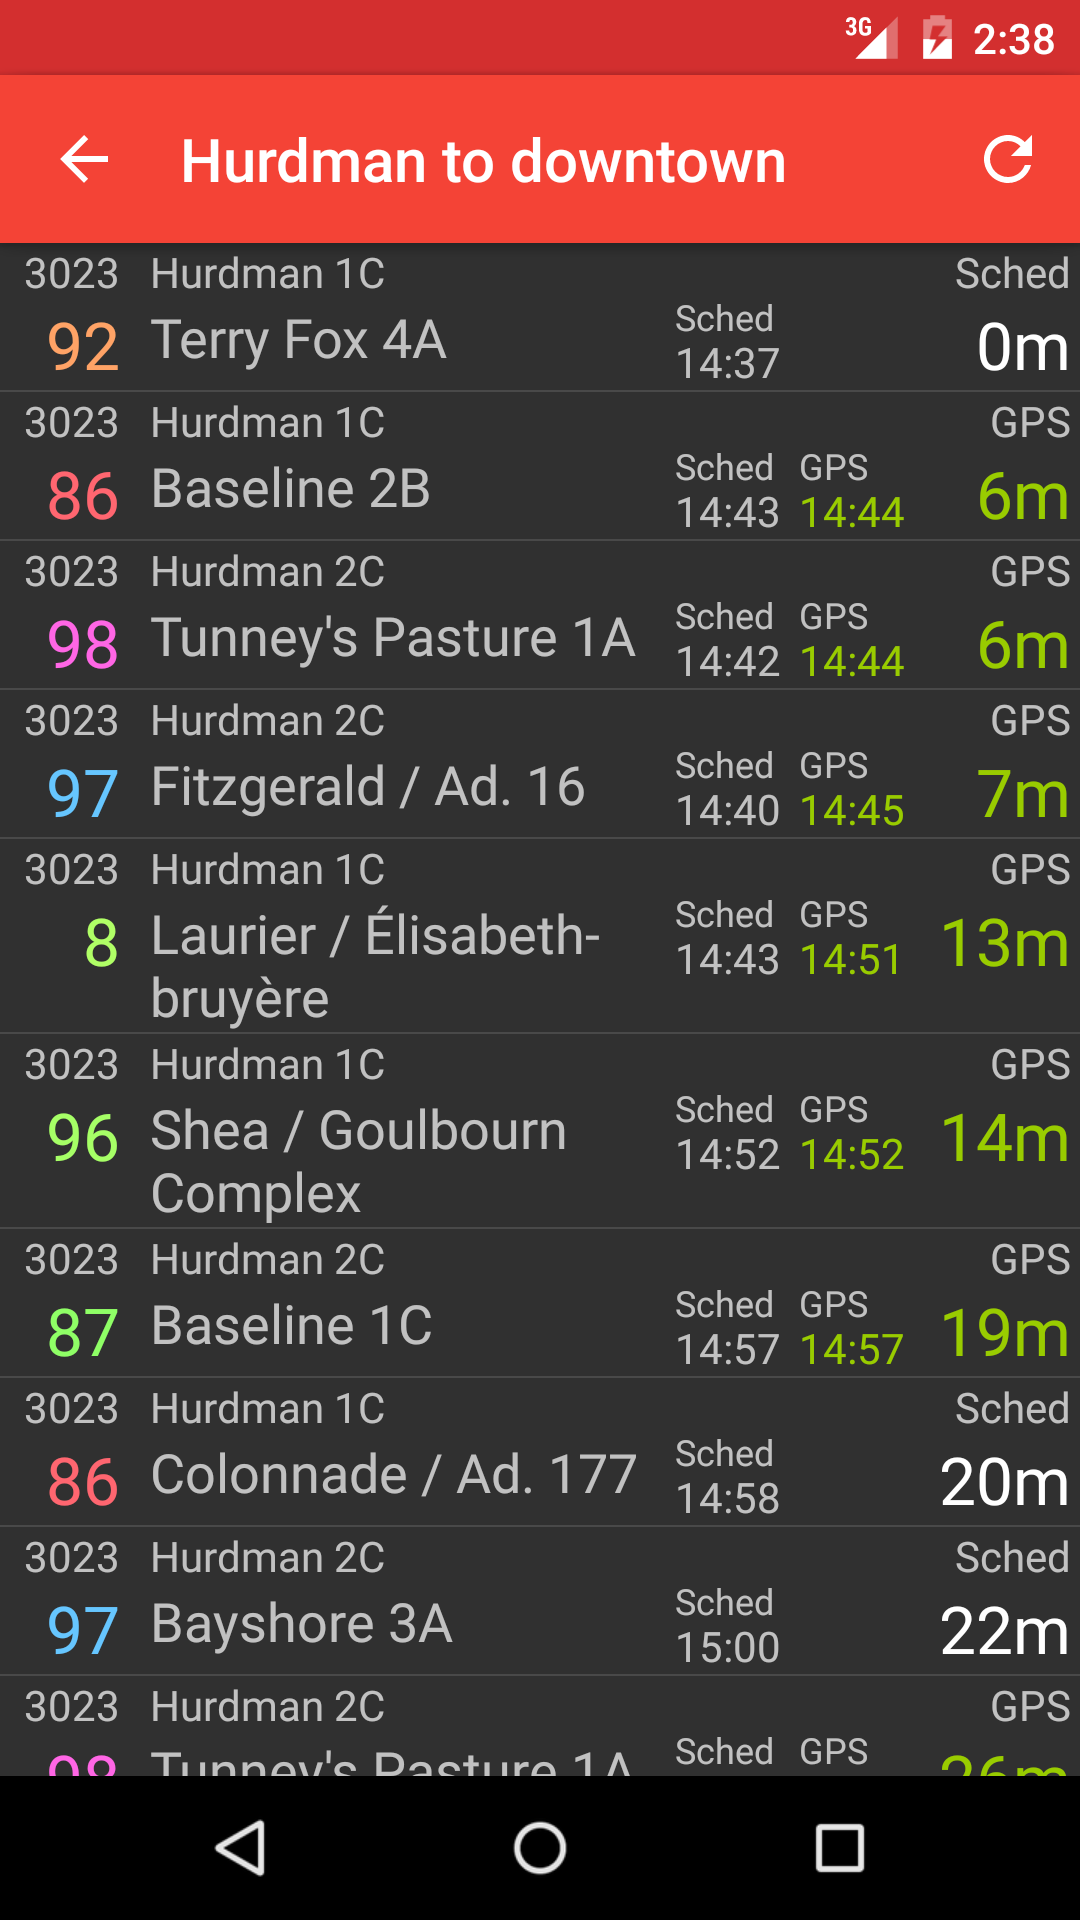 3G 2:38
Hurdman to downtown
3023 Hurdman 1C Sched
92 Terry Fox 4A Sched 14:37 0m
3023 Hurdman 1C GPS
86 Baseline 2B Sched 14:43 GPS 14:44 6m
3023 Hurdman 2C GPS
98 Tunney's Pasture 1A Sched 14:42 GPS 14:44 6m
3023 Hurdman 2C GPS
97 Fitzgerald / Ad. 16 Sched 14:40 GPS 14:45 7m
3023 Hurdman 1C GPS
8 Laurier / Élisabeth- Sched 14:43 GPS 14:51 13m
bruyère
3023 Hurdman 1C GPS
96 Shea / Goulbourn Sched 14:52 GPS 14:52 14m
Complex
3023 Hurdman 2C GPS
87 Baseline 1C Sched 14:57 GPS 14:57 19m
3023 Hurdman 1C Sched
86 Colonnade / Ad. 177 Sched 14:58 20m
3023 Hurdman 2C Sched
97 Bayshore 3A Sched 15:00 22m
3023 Hurdman 2C GPS
98 Tunney's Pasture 1A Sched GPS 26m